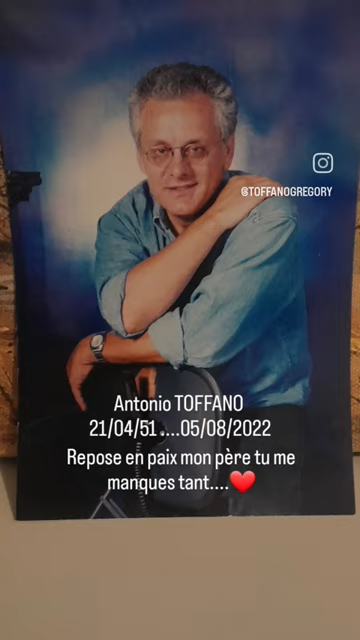 @TOFFANOGREGORY
Antonio TOFFANO
21/04/51 ....05/08/2022
Repose en paix mon père tu me
manques tant....❤️